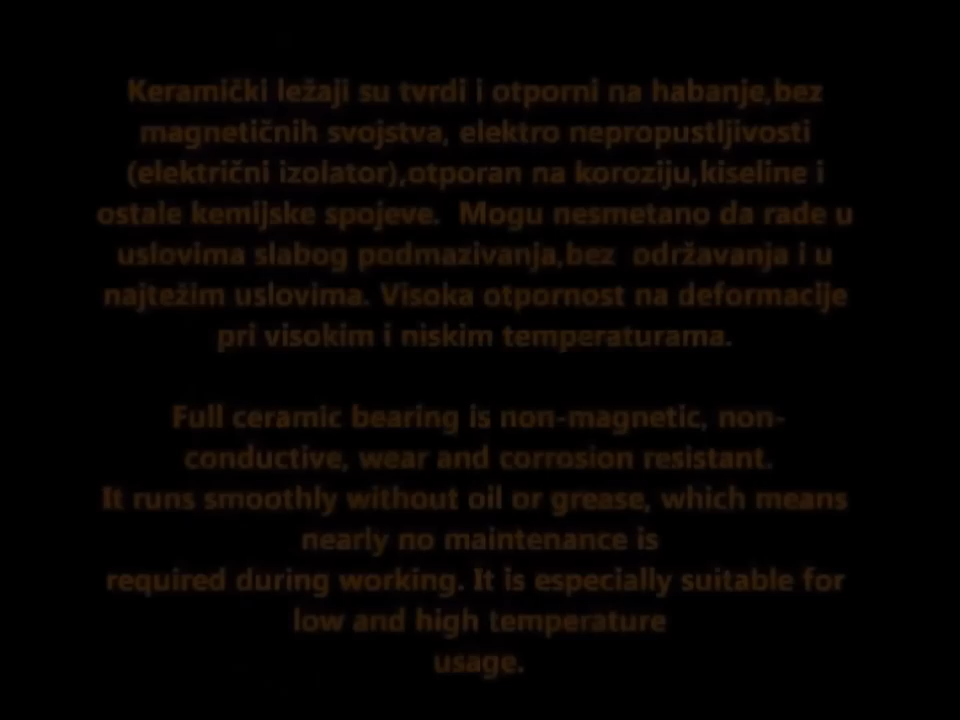 Keramički ležaji su tvrdi i otporni na habanje,bez
magnetičnih svojstva, elektro nepropustljivosti
(električni izolator),otporan na koroziju,kiseline i
ostale kemijske spojeve.  Mogu nesmetano da rade u
uslovima slabog podmazivanja,bez  održavanja i u
najtežim uslovima. Visoka otpornost na deformacije
pri visokim i niskim temperaturama.
Full ceramic bearing is non-magnetic, non-
conductive, wear and corrosion resistant.
It runs smoothly without oil or grease, which means
nearly no maintenance is
required during working. It is especially suitable for
low and high temperature
usage.